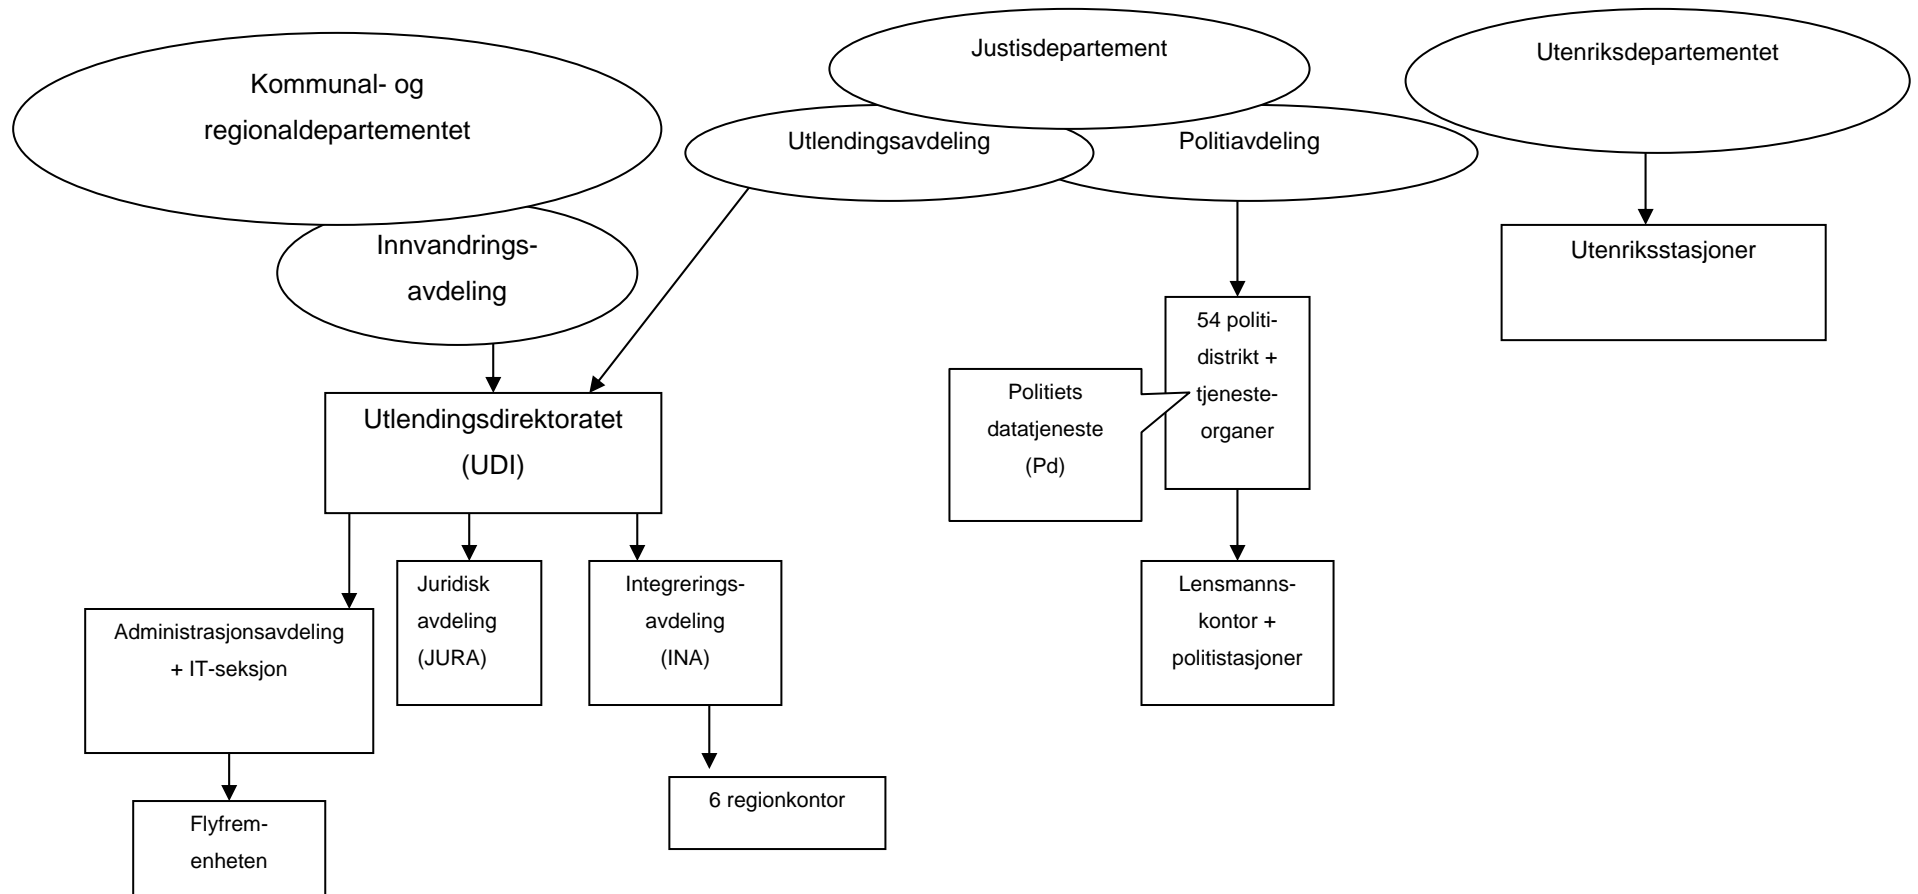 Kommunal- og
regionaldepartementet
Justisdepartement
Utenriksdepartementet
Utlendingsavdeling
Politiavdeling
Innvandrings-
avdeling
Utenriksstasjoner
54 politi-
distrikt +
tjeneste-
organer
Politiets
datatjeneste
(Pd)
Utlendingsdirektoratet
(UDI)
Administrasjonsavdeling
+ IT-seksjon
Juridisk
avdeling
(JURA)
Integrerings-
avdeling
(INA)
Lensmanns-
kontor +
politistasjoner
Flyfrem-
enheten
6 regionkontor